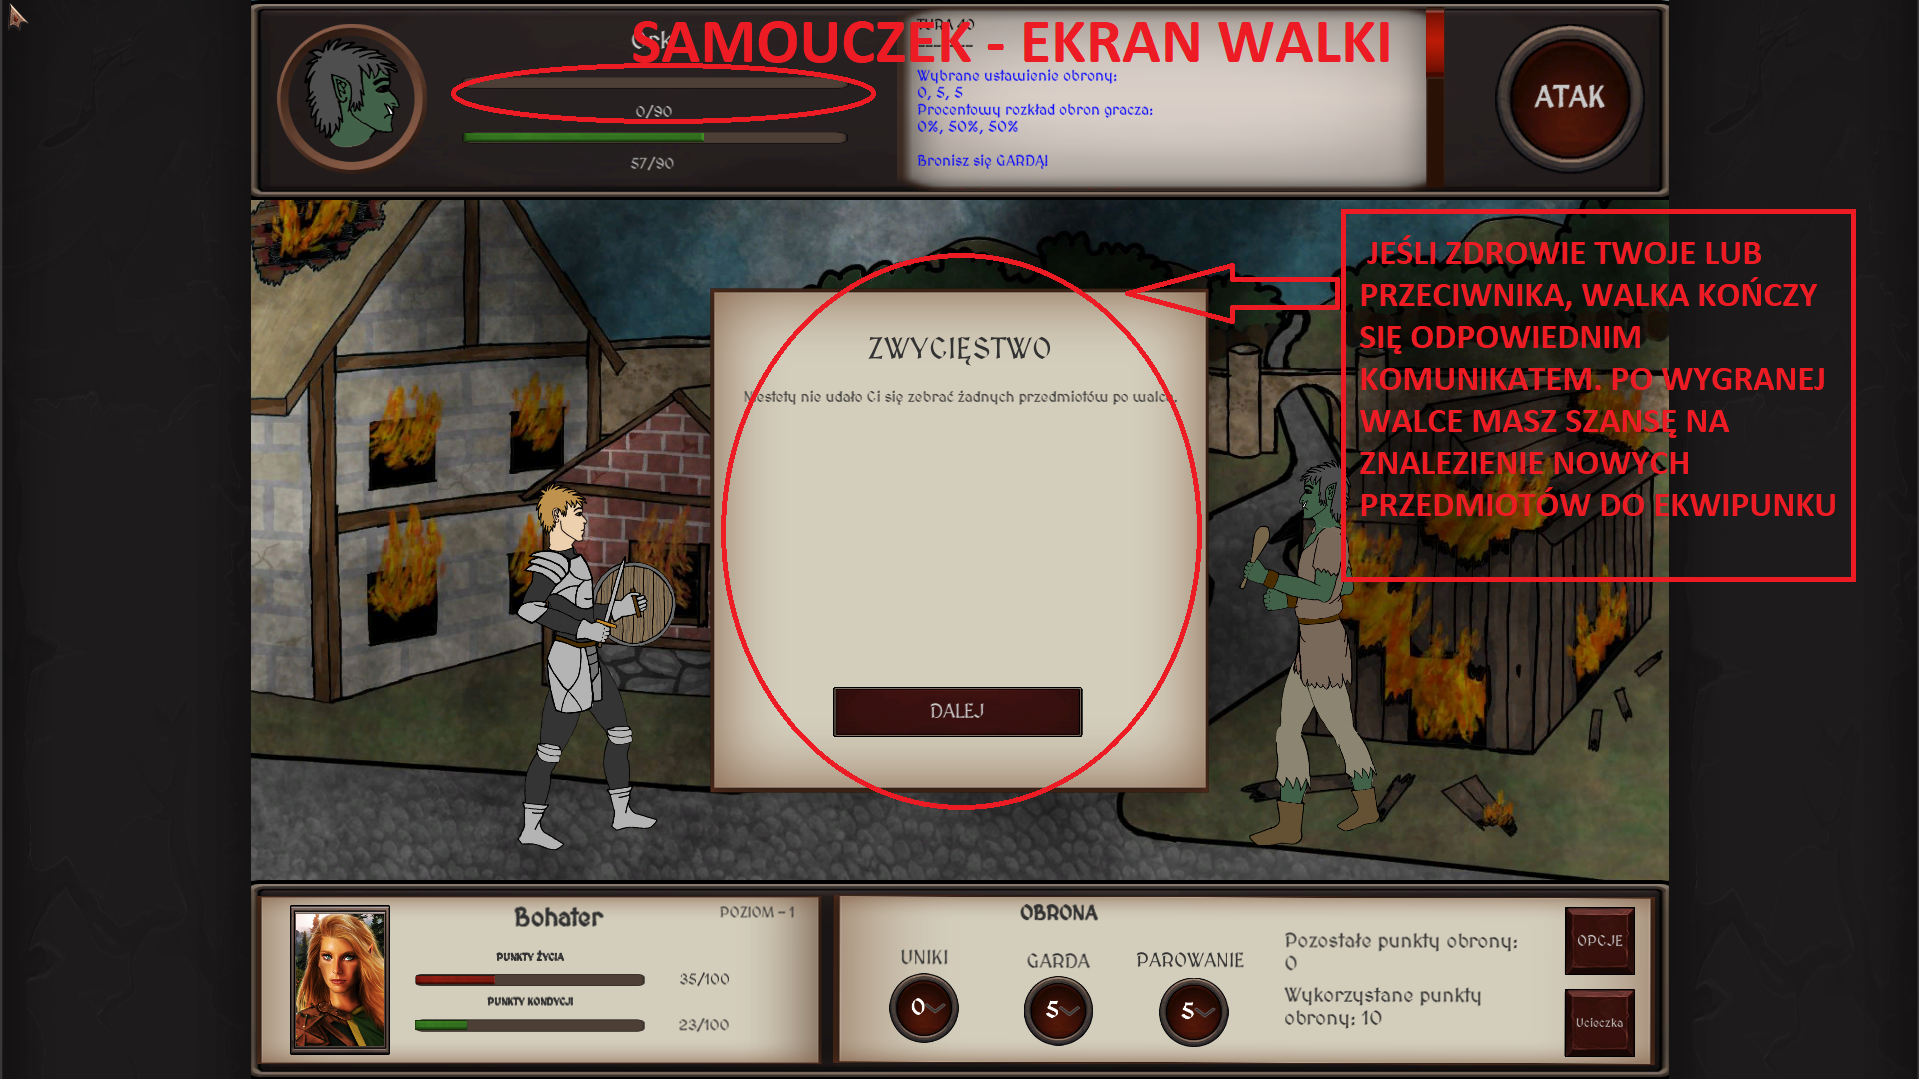 SAMOUCZEK - EKRAN WALKI
Ork
0/90
57/90
TURA 40
Wybrane ustawienie obrony:
0, 5, 5
Procentowy rozkład obron gracza:
0%, 50%, 50%
Bronisz się GARDĄ!
ATAK
JEŚLI ZDROWIE TWOJE LUB
PRZECIWNIKA, WALKA KOŃCZY
SIĘ ODPOWIEDNIM
KOMUNIKATEM. PO WYGRANEJ
WALCE MASZ SZANSĘ NA
ZNALEZIENIE NOWYCH
PRZEDMIOTÓW DO EKWIPUNKU
ZWYCIĘSTWO
Niestety nie udało Ci się zebrać żadnych przedmiotów po walce.
DALEJ
Bohater
POZIOM - 1
PUNKTY ŻYCIA
35/100
PUNKTY KONDYCJI
23/100
OBRONA
UNIKI
GARDA
PAROWANIE
0
5
5
Pozostałe punkty obrony:
0
Wykorzystane punkty
obrony: 10
OPCJE
Ucieczka